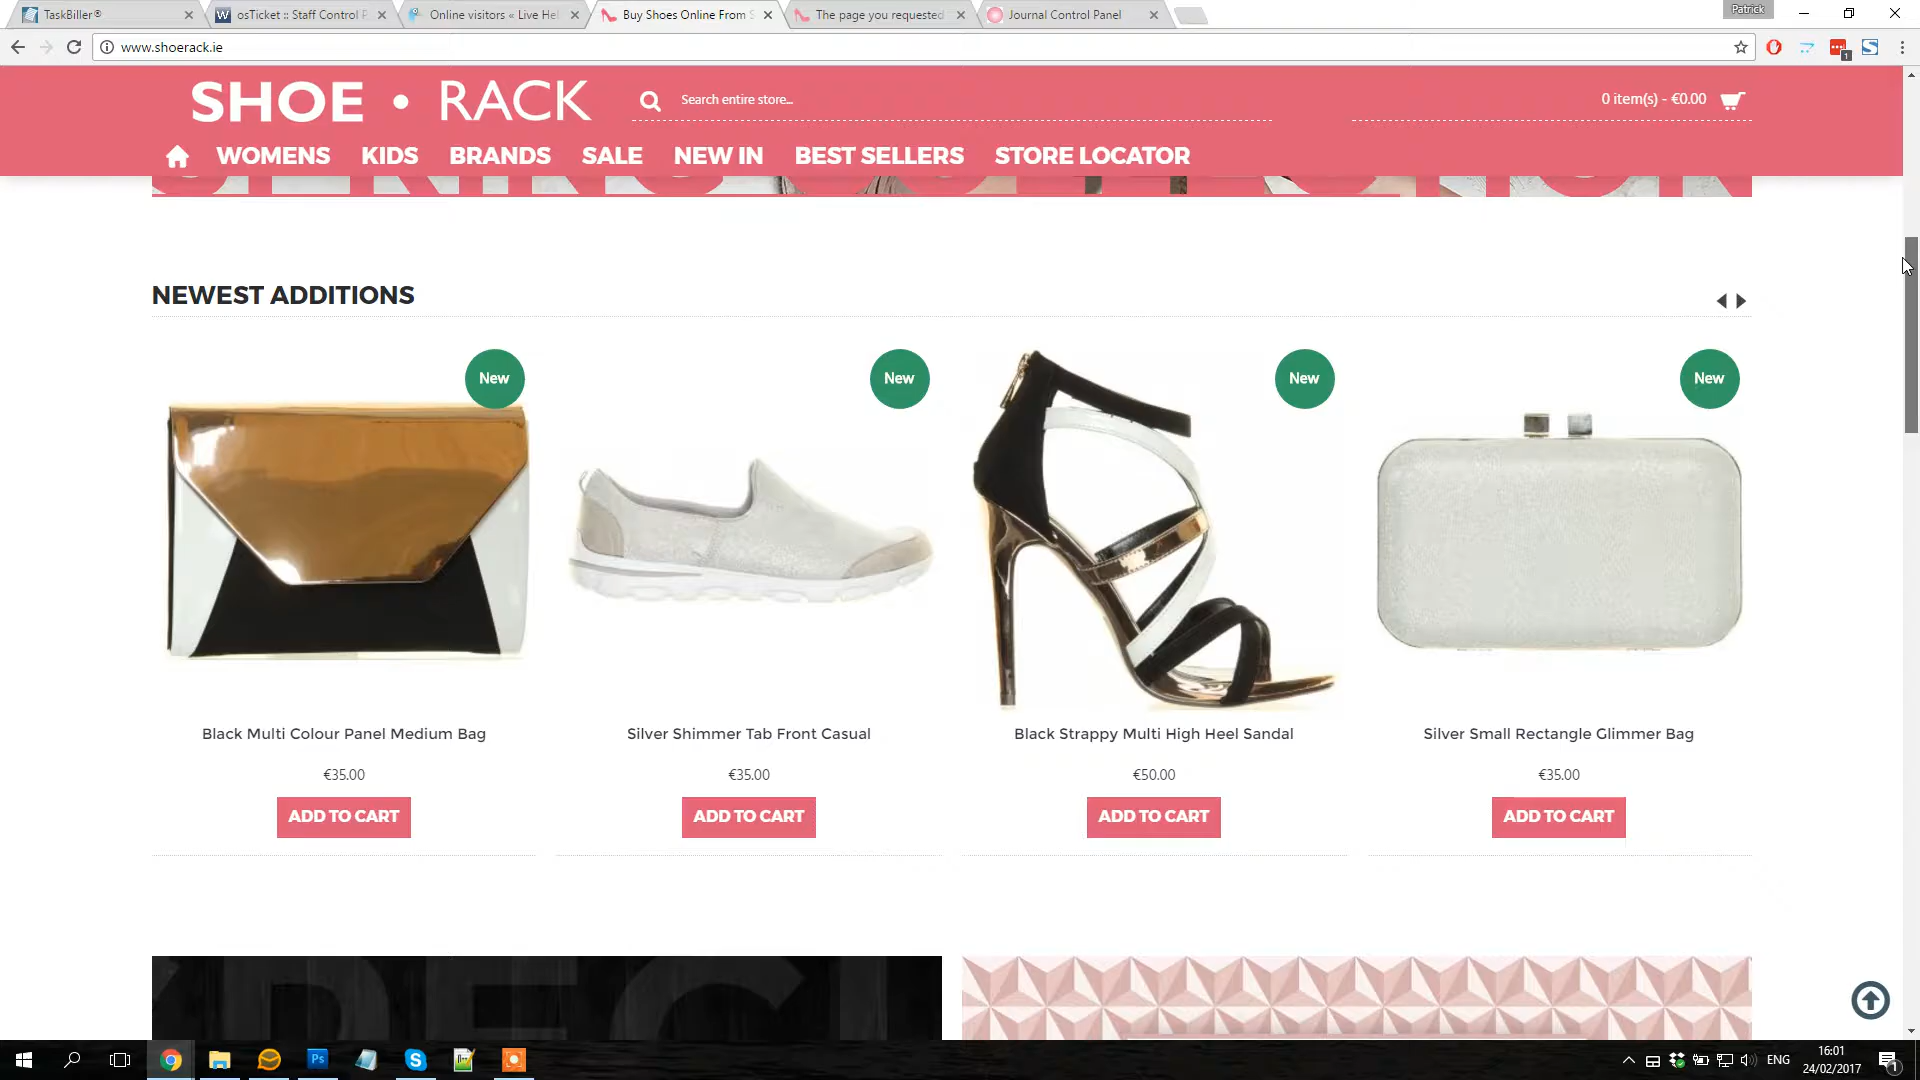 TaskBiller®
osTicket :: Staff Control P
Online visitors « Live Hel
Buy Shoes Online From S
The page you requested
Journal Control Panel
Patrick
www.shoerack.ie
1
SHOE • RACK
Search entire store...
0 item(s) - €0.00
WOMENS KIDS BRANDS SALE NEW IN BEST SELLERS STORE LOCATOR
NEWEST ADDITIONS
New
New
New
New
Black Multi Colour Panel Medium Bag
Silver Shimmer Tab Front Casual
Black Strappy Multi High Heel Sandal
Silver Small Rectangle Glimmer Bag
€35.00
€35.00
€50.00
€35.00
ADD TO CART
ADD TO CART
ADD TO CART
ADD TO CART
Ps
ENG
16:01
24/02/2017
1